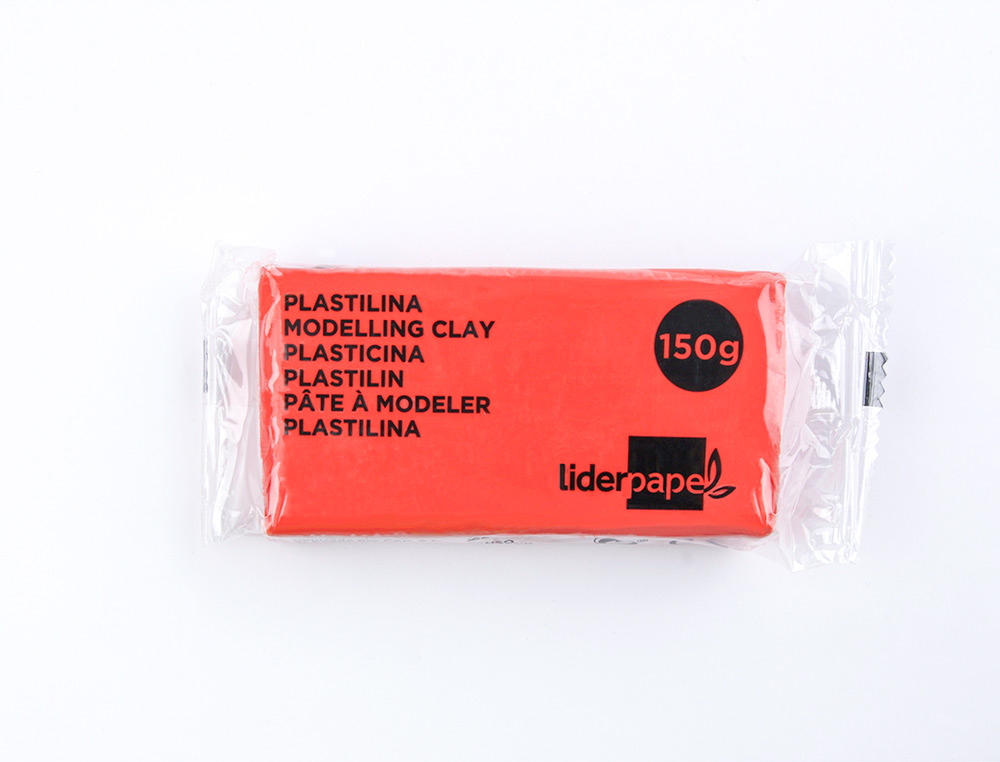 PLASTILINA
MODELLING CLAY
PLASTICINA
PLASTILIN
PÂTE À MODELER
PLASTILINA
150g
liderpapel